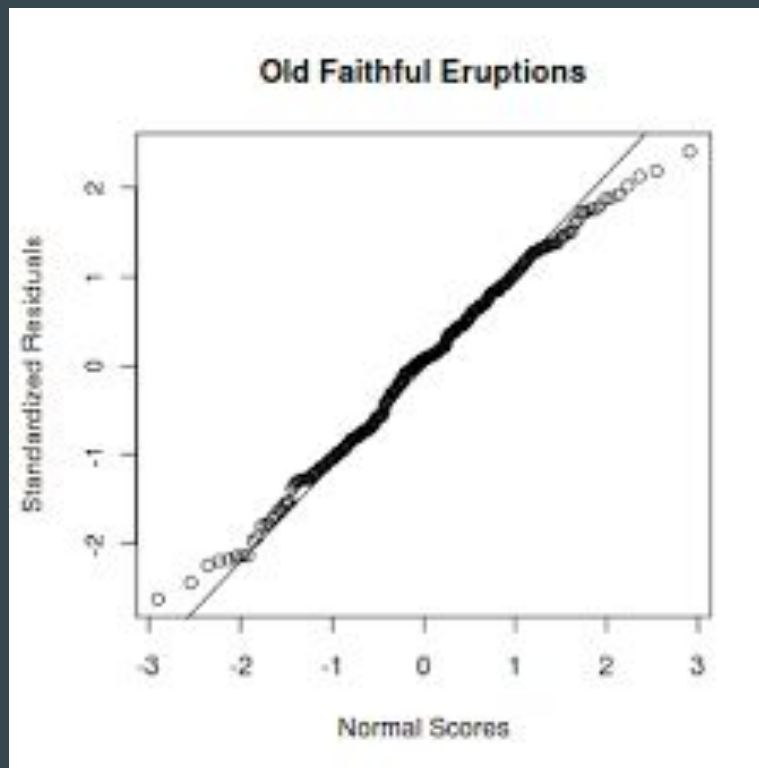 Old Faithful Eruptions
Standardized Residuals
2
1
0
-1
-2
-3 -2 -1 0 1 2 3
Normal Scores